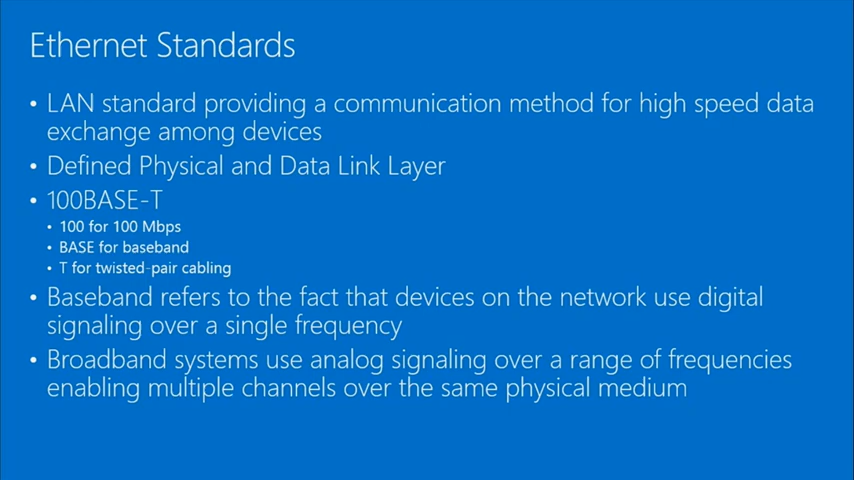 Ethernet Standards
• LAN standard providing a communication method for high speed data
exchange among devices
• Defined Physical and Data Link Layer
• 100BASE-T
• 100 for 100 Mbps
• BASE for baseband
• T for twisted-pair cabling
• Baseband refers to the fact that devices on the network use digital
signaling over a single frequency
• Broadband systems use analog signaling over a range of frequencies
enabling multiple channels over the same physical medium